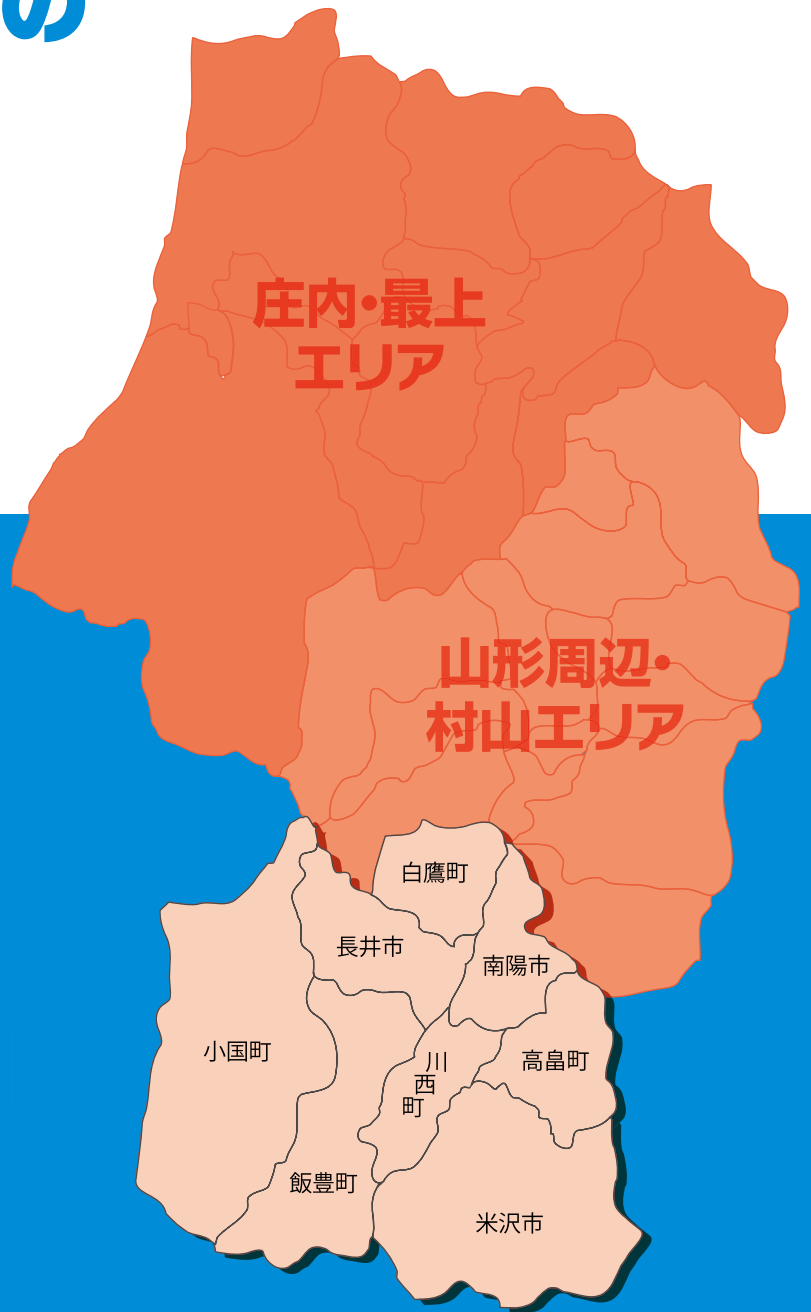 の
庄内・最上
エリア
山形周辺・
村山エリア
白鷹町
長井市
南陽市
小国町
川
西
町
高畠町
飯豊町
米沢市